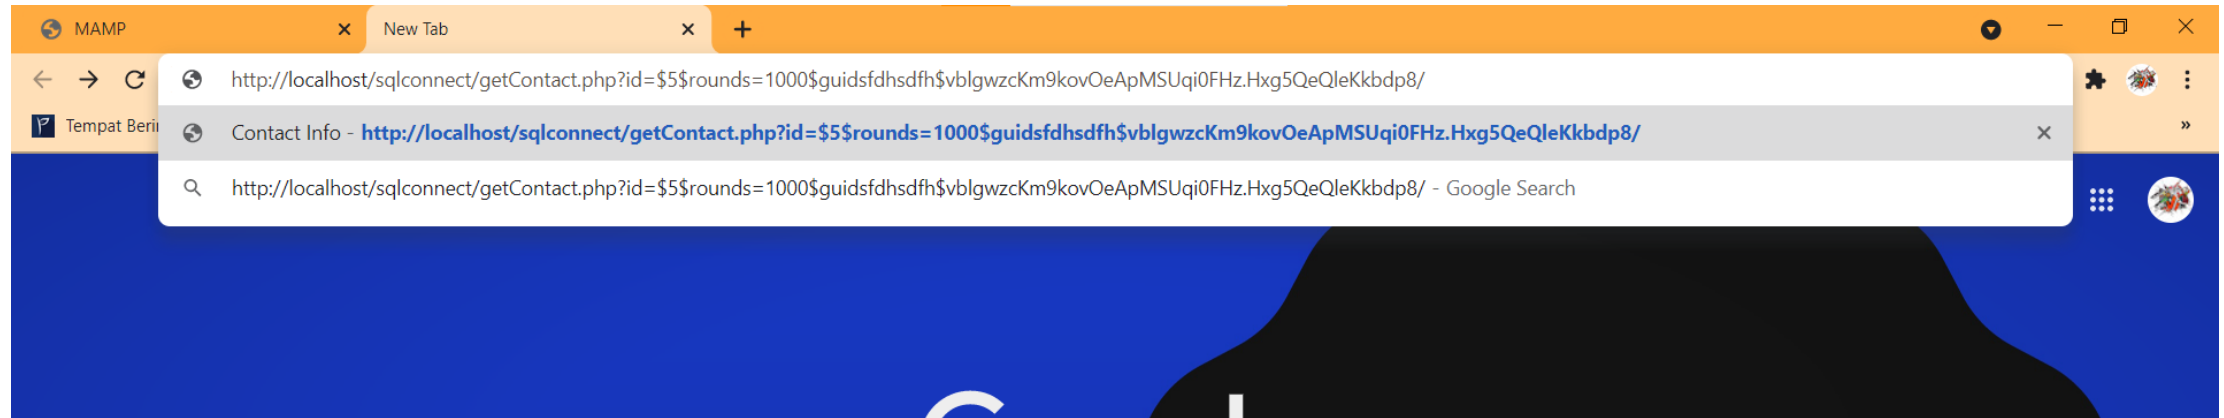 MAMP
New Tab
http://localhost/sqlconnect/getContact.php?id=$5$rounds=1000$guidsfdhsdfh$vblgwzcKm9kovOeApMSUqi0FHz.Hxg5QeQleKkbdp8/
Tempat Beri
Contact Info - http://localhost/sqlconnect/getContact.php?id=$5$rounds=1000$guidsfdhsdfh$vblgwzcKm9kovOeApMSUqi0FHz.Hxg5QeQleKkbdp8/
http://localhost/sqlconnect/getContact.php?id=$5$rounds=1000$guidsfdhsdfh$vblgwzcKm9kovOeApMSUqi0FHz.Hxg5QeQleKkbdp8/ - Google Search